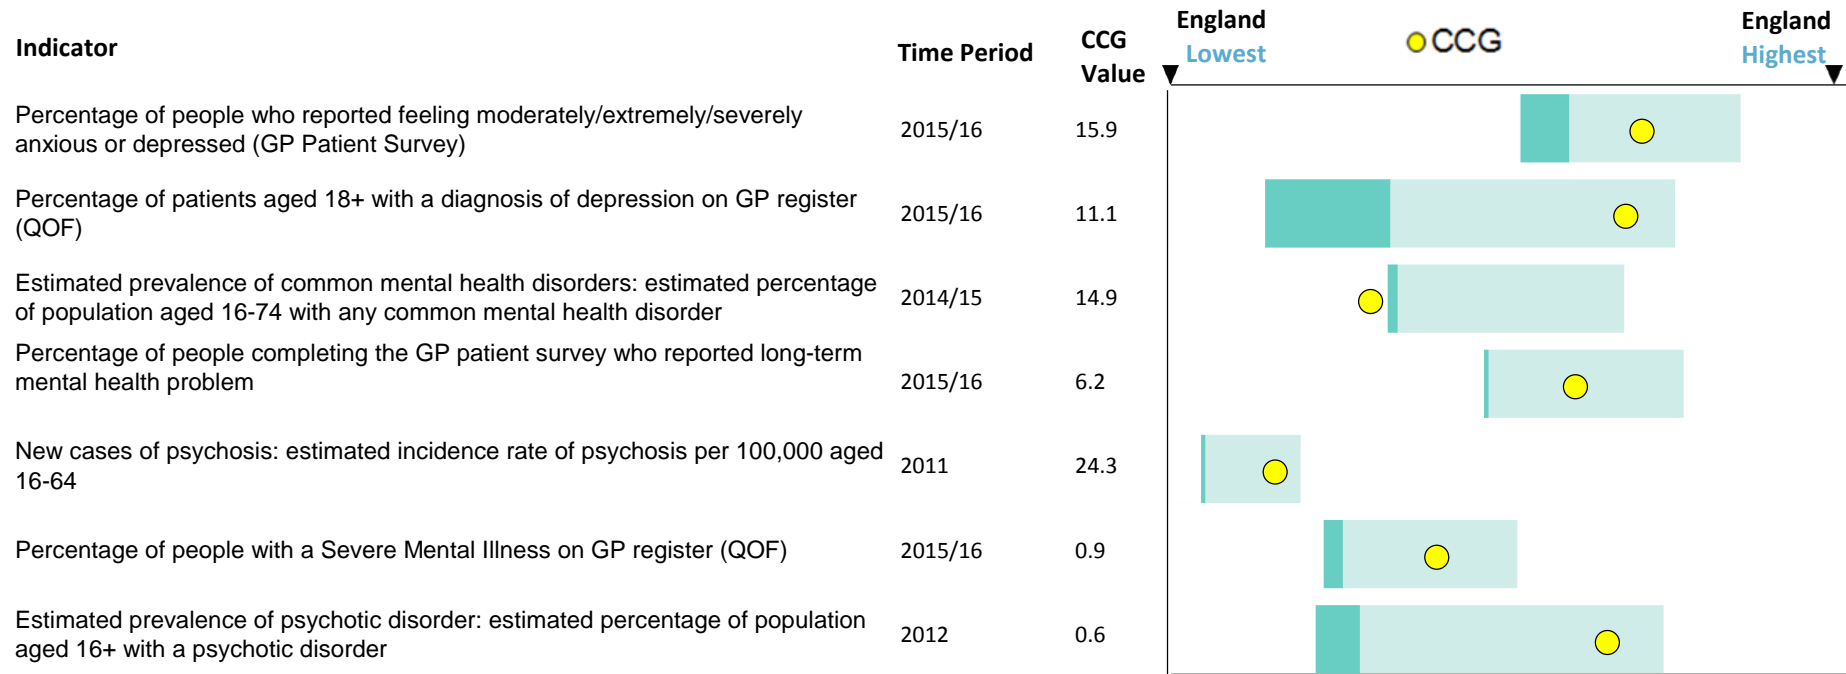 Indicator
Time Period
CCG
Value
England
Lowest
CCG
England
Highest
Percentage of people who reported feeling moderately/extremely/severely
anxious or depressed (GP Patient Survey)
2015/16
15.9
Percentage of patients aged 18+ with a diagnosis of depression on GP register
(QOF)
2015/16
11.1
Estimated prevalence of common mental health disorders: estimated percentage
of population aged 16-74 with any common mental health disorder
2014/15
14.9
Percentage of people completing the GP patient survey who reported long-term
mental health problem
2015/16
6.2
New cases of psychosis: estimated incidence rate of psychosis per 100,000 aged
16-64
2011
24.3
Percentage of people with a Severe Mental Illness on GP register (QOF)
2015/16
0.9
Estimated prevalence of psychotic disorder: estimated percentage of population
aged 16+ with a psychotic disorder
2012
0.6